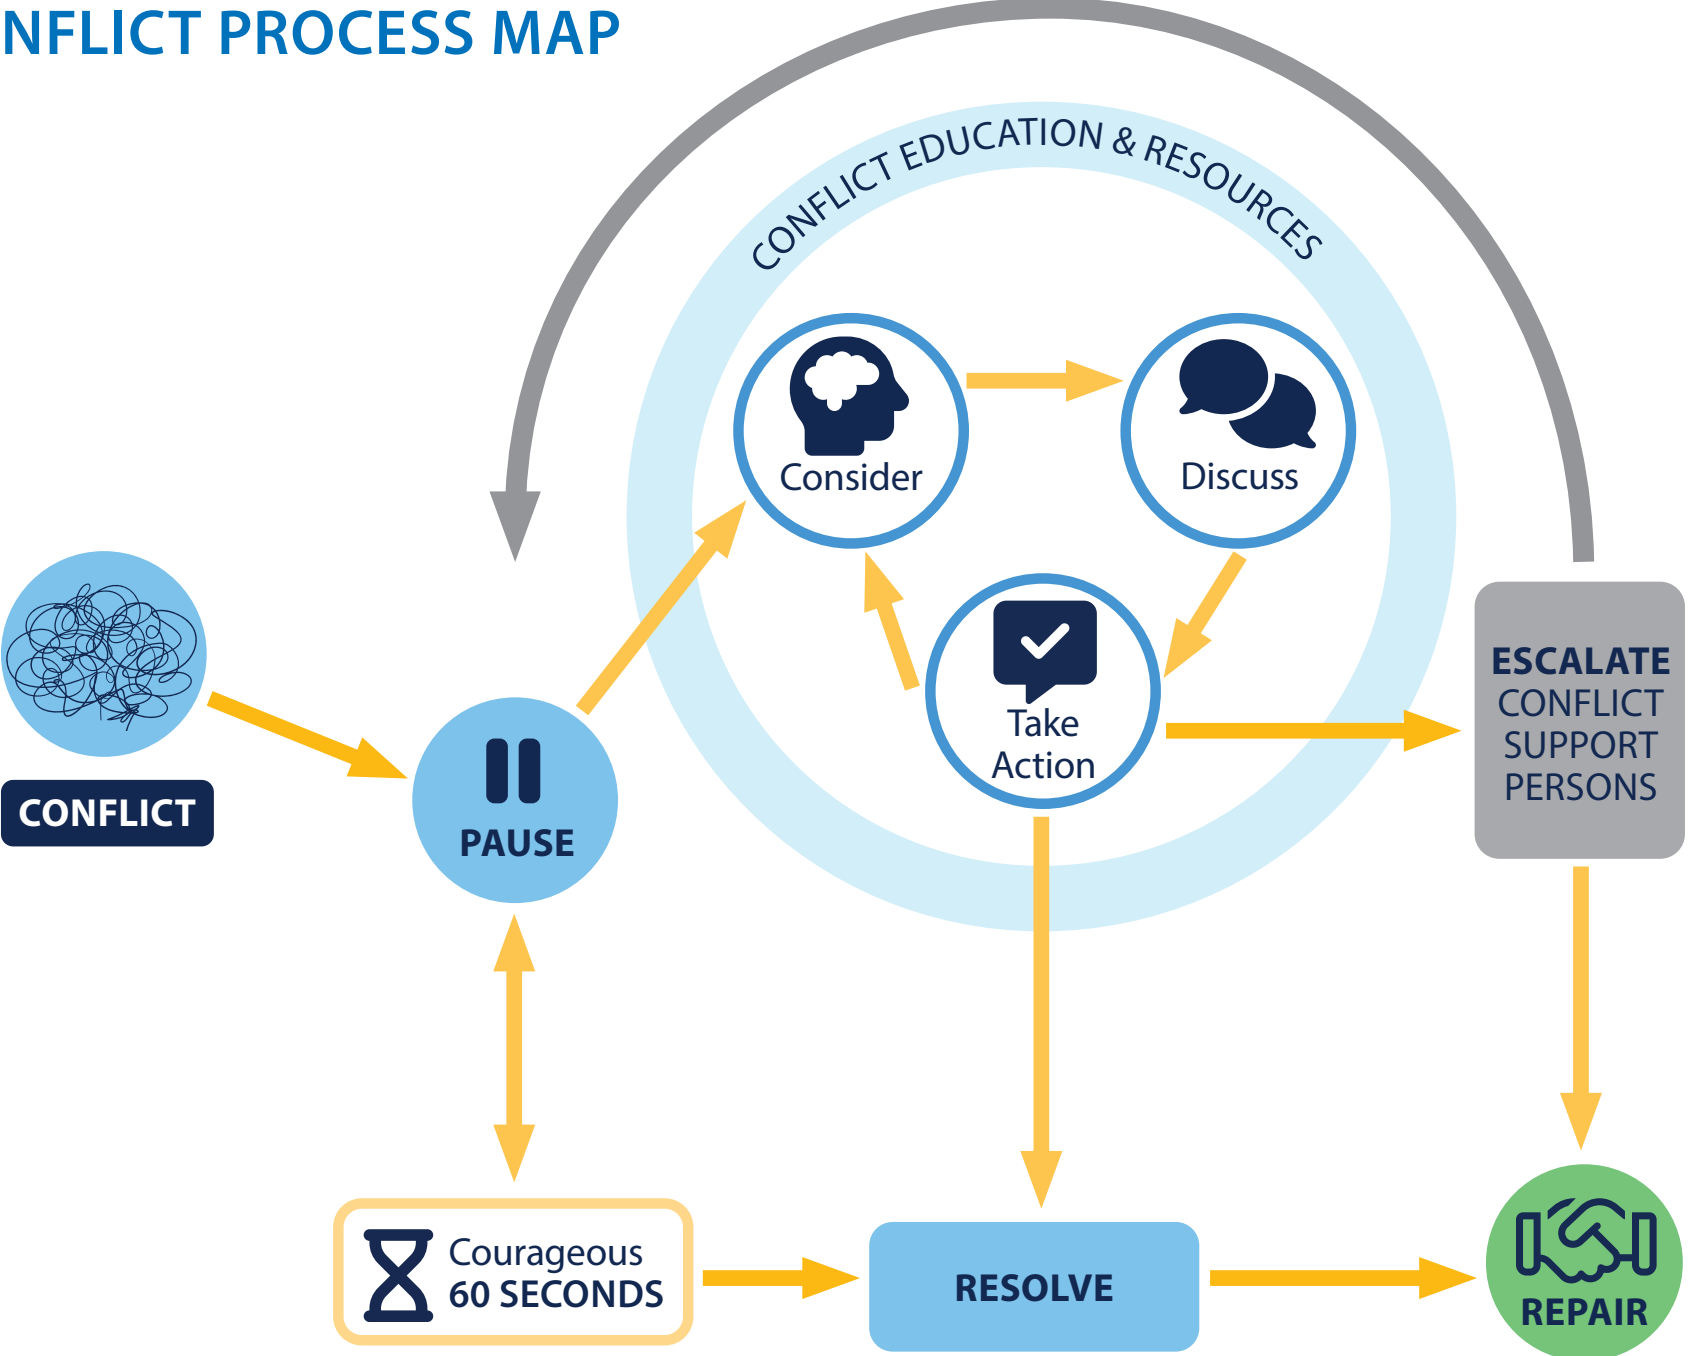 NFLICT PROCESS MAP
CONFLICT EDUCATION & RESOURCES
Consider
Discuss
Take
Action
ESCALATE
CONFLICT
SUPPORT
PERSONS
CONFLICT
PAUSE
Courageous
60 SECONDS
RESOLVE
REPAIR